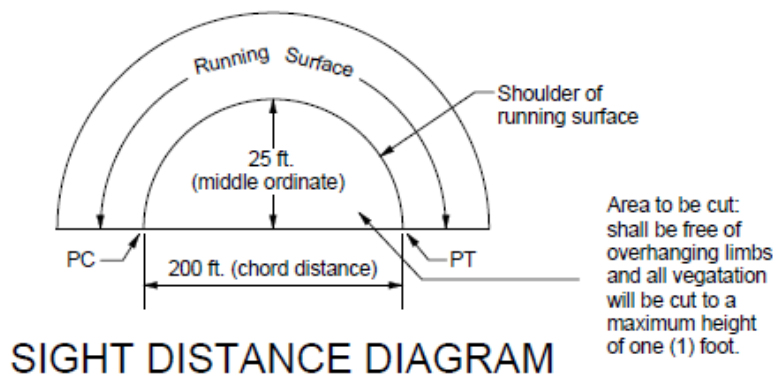 Running Surface
Shoulder of
running surface
25 ft.
(middle ordinate)
Area to be cut:
shall be free of
overhanging limbs
and all vegatation
will be cut to a
maximum height
of one (1) foot.
PC
PT
200 ft. (chord distance)
SIGHT DISTANCE DIAGRAM